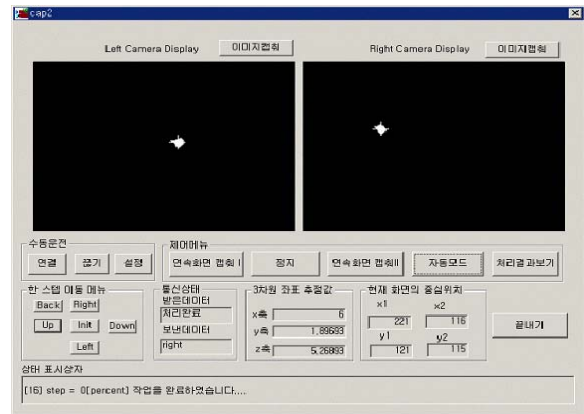 cap2
Left Camera Display
이미지캡춰
Right Camera Display
이미지캡춰
수동운전
연결
끊기
설정
제어메뉴
연속화면 캡춰 I
정지
연속화면 캡춰II
자동모드
처리결과보기
한 스텝 이동 메뉴
Back
Right
Up
Init
Down
Left
통신상태
받은데이터
처리완료
보낸데이터
right
3차원 좌표 추정값
x축 6
y축 1,89693
z축 5,26893
현재 화면의 중심위치
x1 x2
221 116
y1 y2
121 115
끝내기
상태 표시상자
[16] step = 0[percent] 작업을 완료하였습니다....